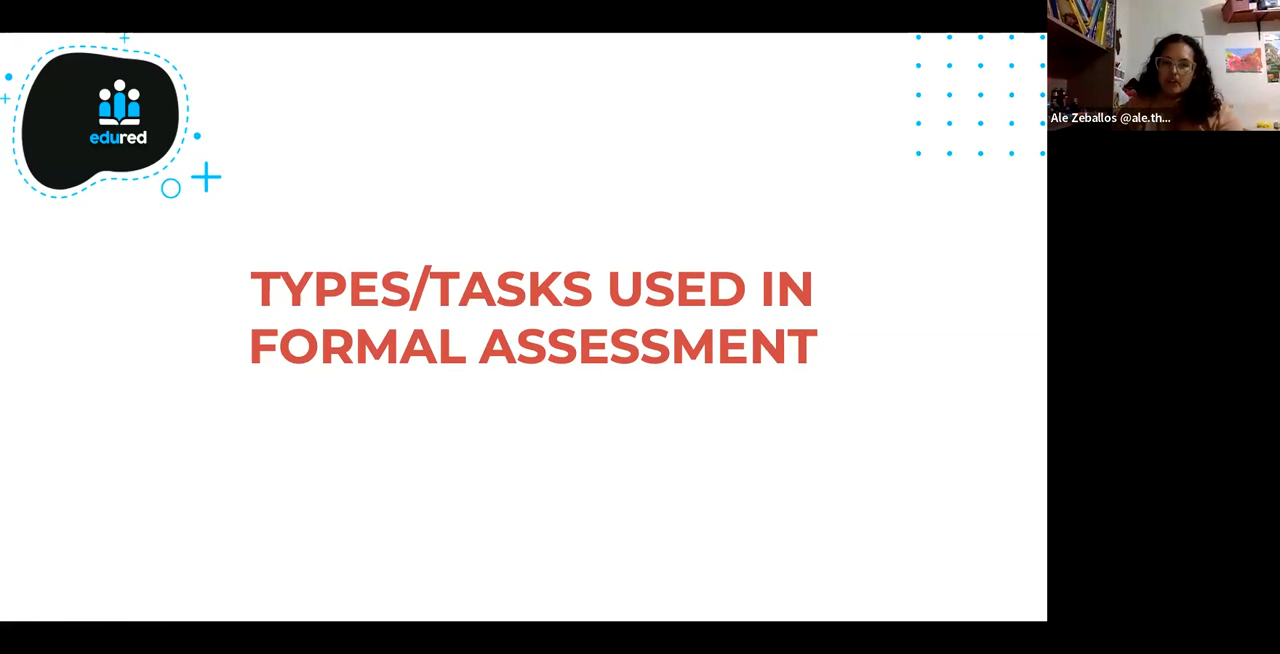 edured
TYPES/TASKS USED IN
FORMAL ASSESSMENT
Ale Zeballos @ale.th...